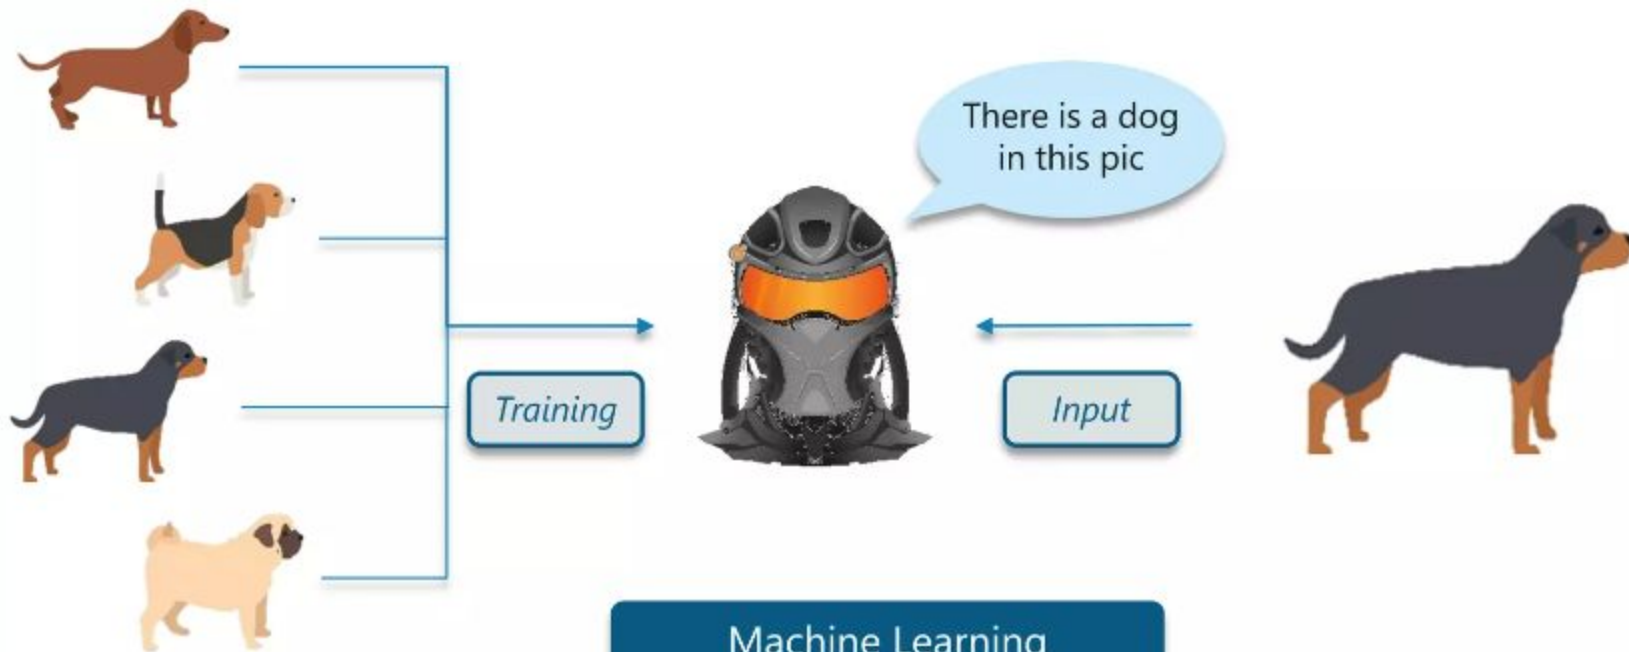 There is a dog
in this pic
Training
Input
Machine Learning